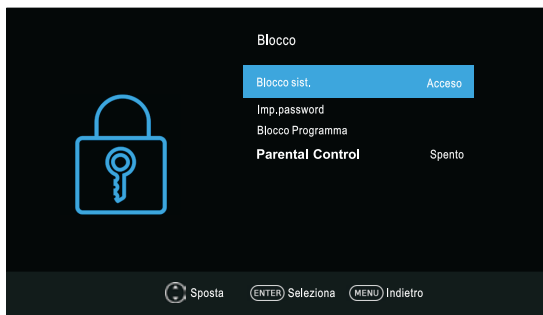 Blocco
Blocco sist. Acceso
Imp.password
Blocco Programma
Parental Control Spento
Sposta ENTER Seleziona MENU Indietro